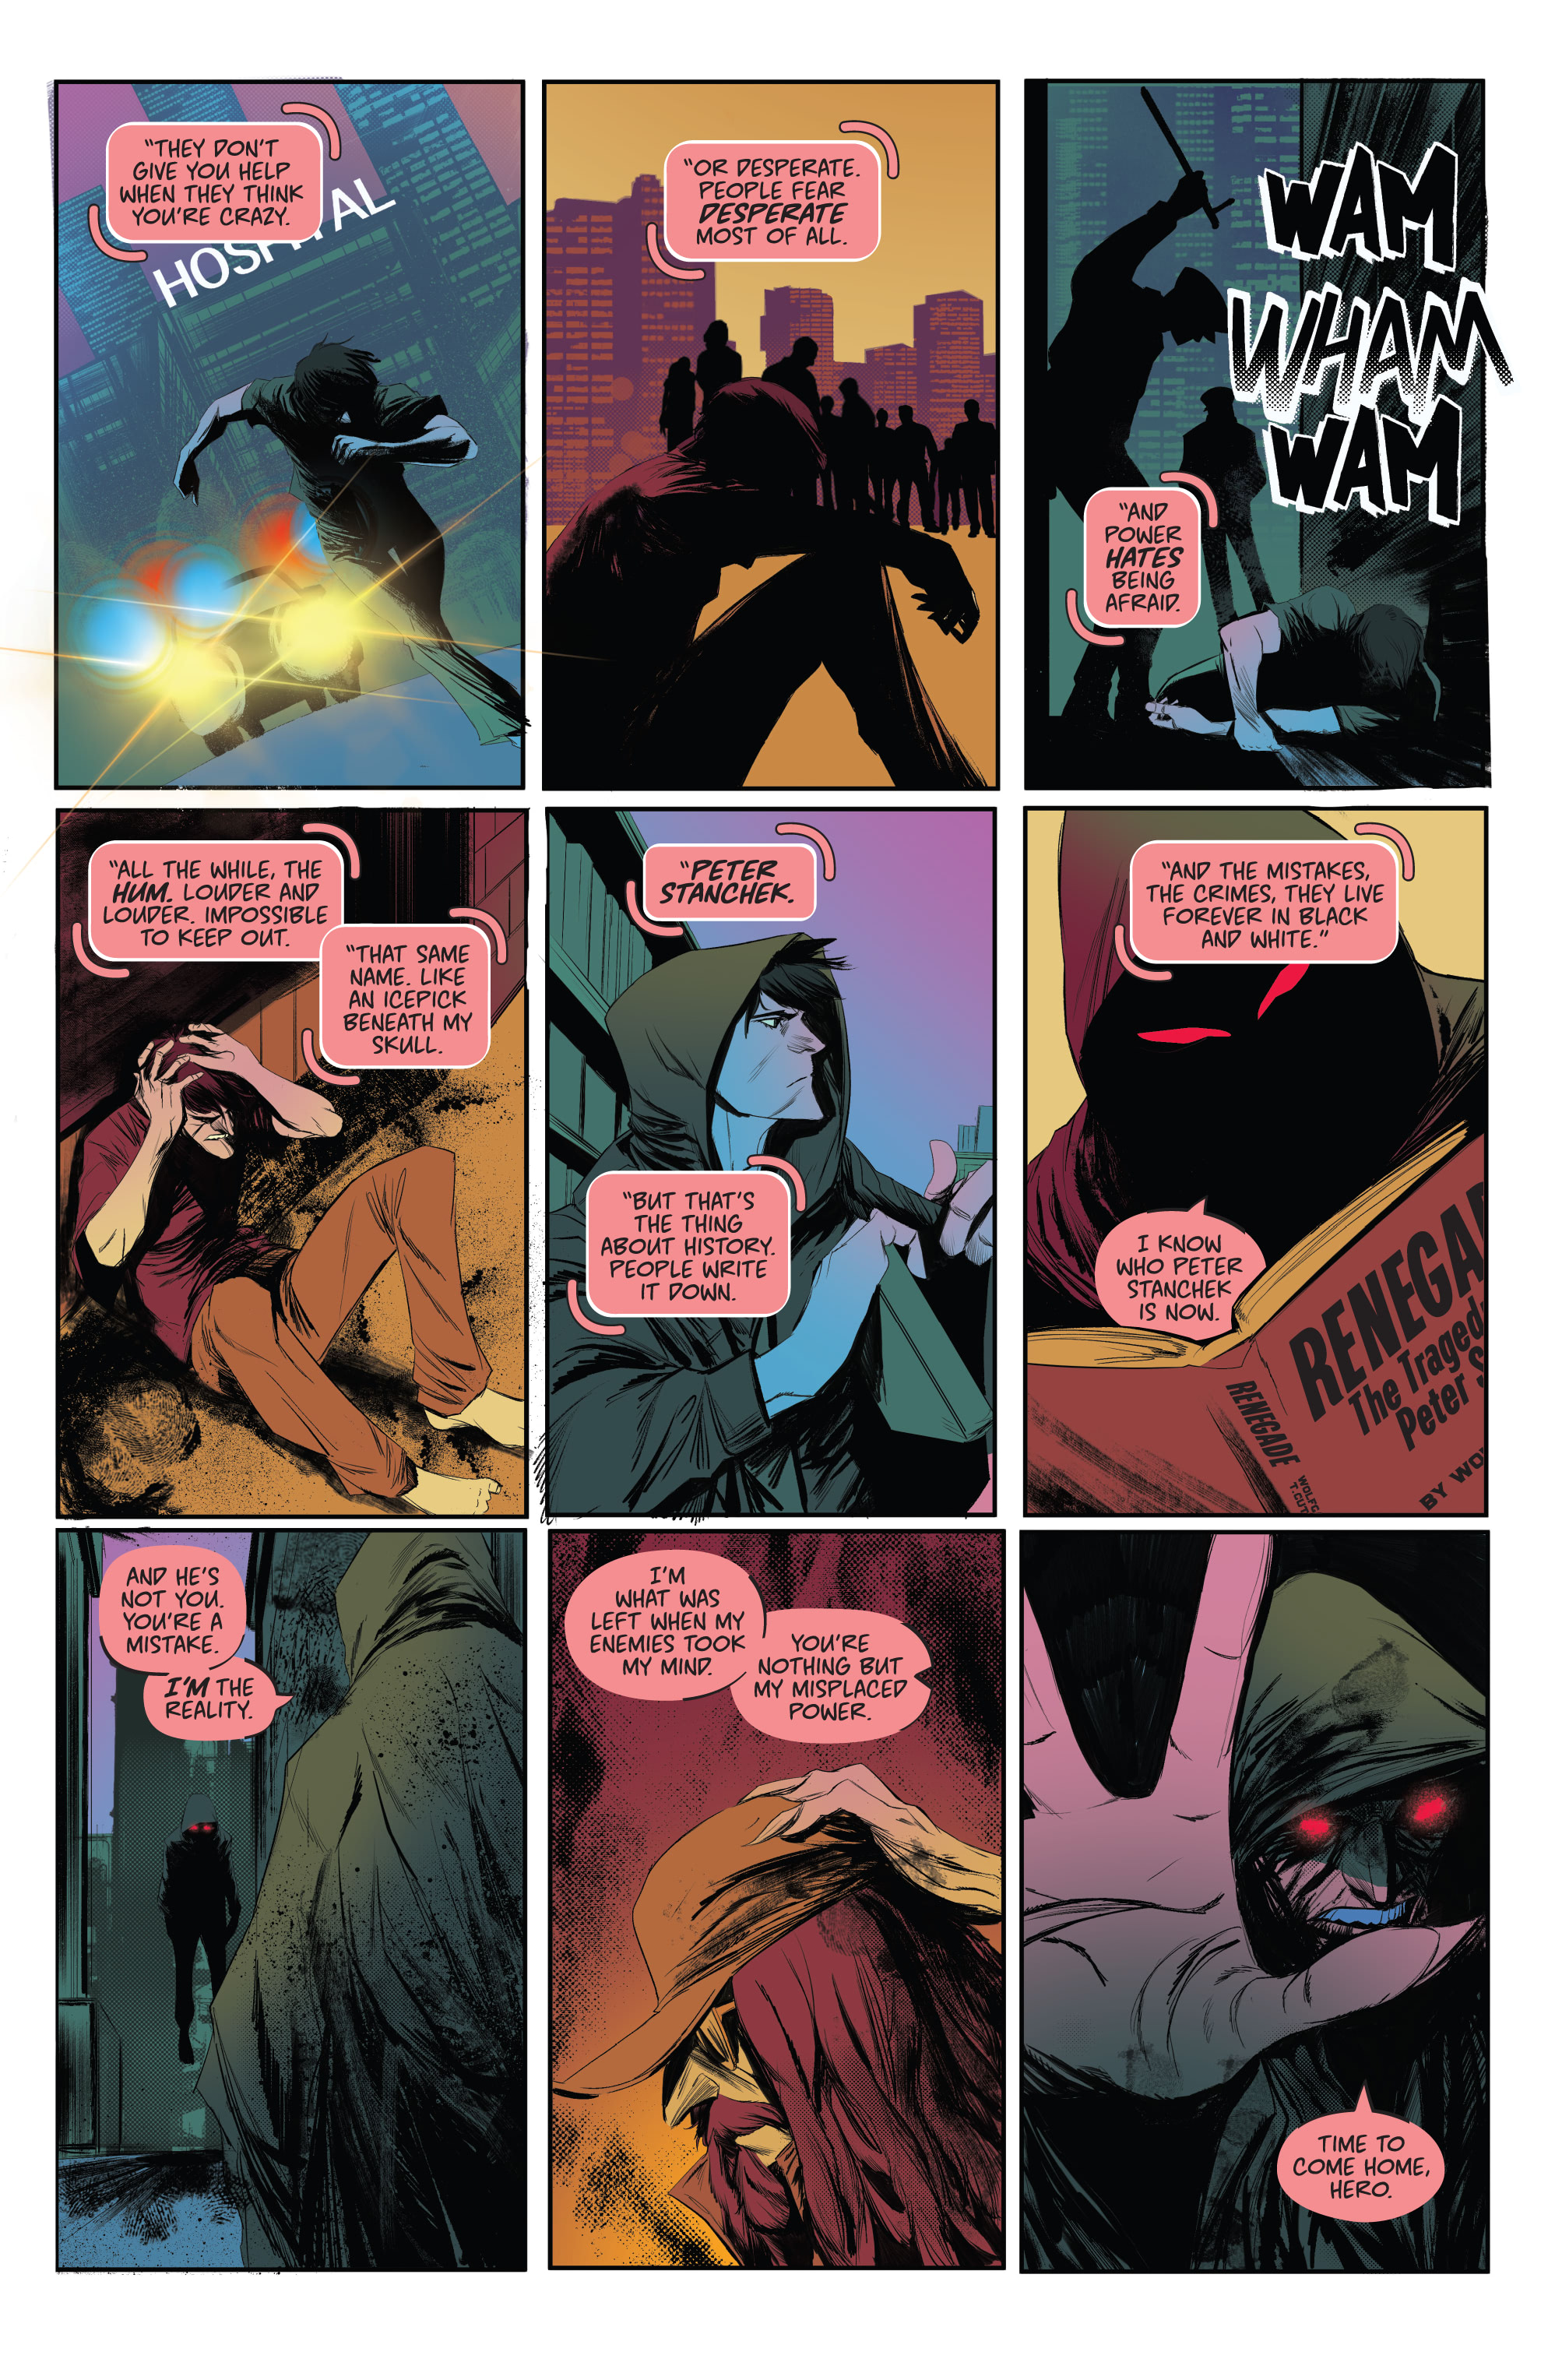 "THEY DON'T
GIVE YOU HELP
WHEN THEY THINK
YOU'RE CRAZY.
"OR DESPERATE.
PEOPLE FEAR
DESPERATE
MOST OF ALL.
WAM
WHAM
WAM
"AND
POWER
HATES
BEING
AFRAID.
"ALL THE WHILE, THE
HUM. LOUDER AND
LOUDER. IMPOSSIBLE
TO KEEP OUT.
"THAT SAME
NAME. LIKE
AN ICEPICK
BENEATH MY
SKULL.
"PETER
STANCHEK.
"BUT THAT'S
THE THING
ABOUT HISTORY.
PEOPLE WRITE
IT DOWN.
"AND THE MISTAKES,
THE CRIMES, THEY LIVE
FOREVER IN BLACK
AND WHITE."
I KNOW
WHO PETER
STANCHEK
IS NOW.
RENEGA
The Traged
Peter S
BY WO
RENEGADE
WOLFG
T.CU
AND HE'S
NOT YOU.
YOU'RE A
MISTAKE.
I'M THE
REALITY.
I'M
WHAT WAS
LEFT WHEN MY
ENEMIES TOOK
MY MIND.
YOU'RE
NOTHING BUT
MY MISPLACED
POWER.
TIME TO
COME HOME,
HERO.